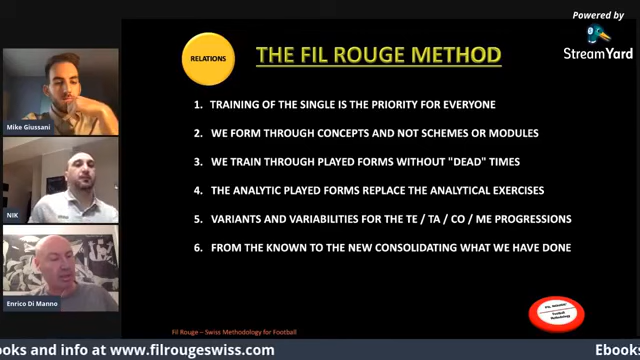 Powered by
StreamYard
RELATIONS
THE FIL ROUGE METHOD
1. TRAINING OF THE SINGLE IS THE PRIORITY FOR EVERYONE
2. WE FORM THROUGH CONCEPTS AND NOT SCHEMES OR MODULES
3. WE TRAIN THROUGH PLAYED FORMS WITHOUT "DEAD" TIMES
4. THE ANALYTIC PLAYED FORMS REPLACE THE ANALYTICAL EXERCISES
5. VARIANTS AND VARIABILITIES FOR THE TE / TA / CO / ME PROGRESSIONS
6. FROM THE KNOWN TO THE NEW CONSOLIDATING WHAT WE HAVE DONE
Mike Giussani
NIK
Enrico Di Manno
Fil Rouge – Swiss Methodology for Football
ooks and info at www.filrougeswiss.com
Ebooks